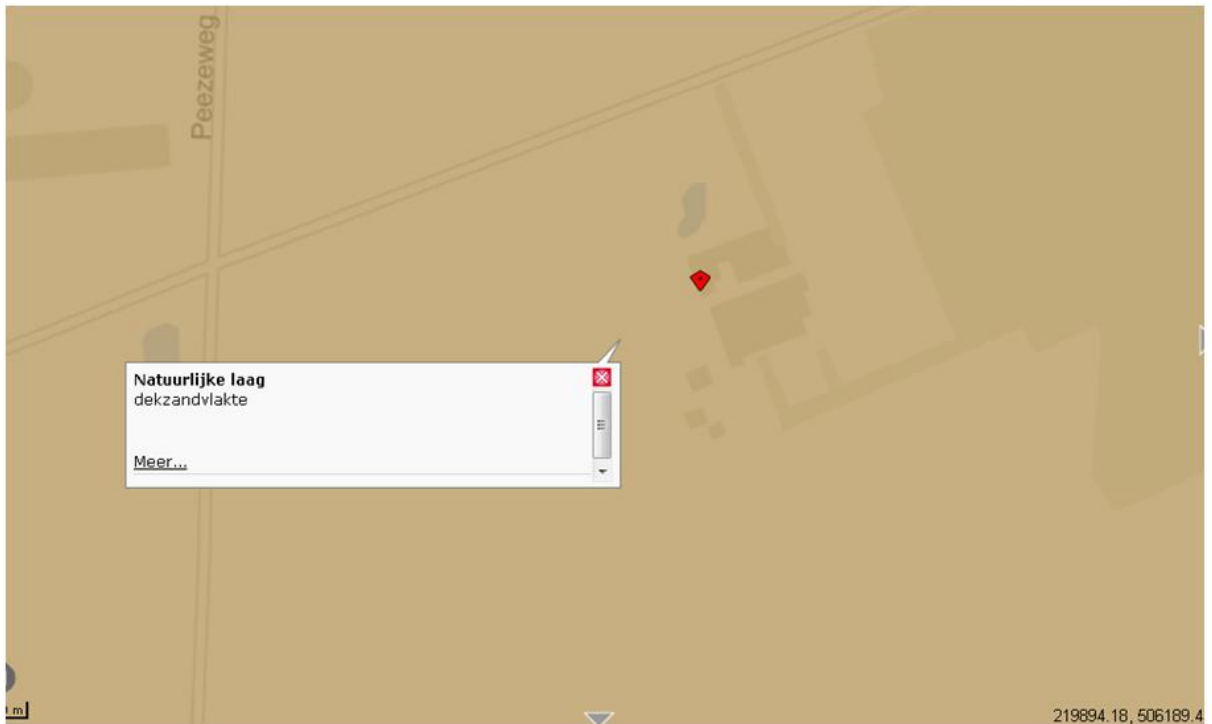 Peezeweg
Natuurlijke laag
dekzandvlakte
Meer...
m
219894.18, 506189.4